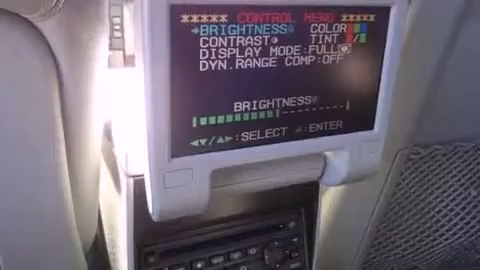 ***** CONTROL MENU *****
→BRIGHTNESS☼ COLOR
CONTRAST◑ TINT
DISPLAY MODE:FULL
DYN.RANGE COMP:OFF
BRIGHTNESS☼
◄▼/▲►:SELECT ⏎:ENTER